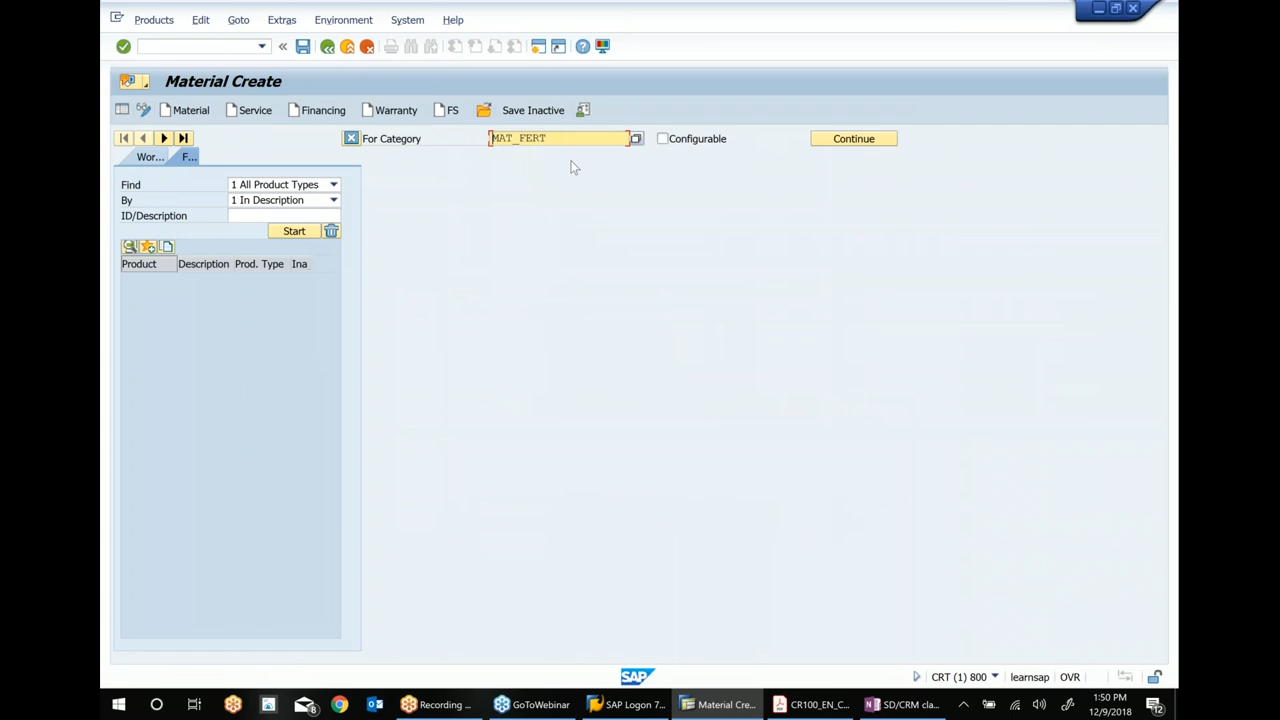 Products Edit Goto Extras Environment System Help
Material Create
Material Service Financing Warranty FS Save Inactive
For Category MAT_FERT Configurable Continue
Wor... F...
Find 1 All Product Types
By 1 In Description
ID/Description
Start
Product Description Prod. Type Ina
SAP
CRT (1) 800 learnsap OVR
8 Recording ... GoToWebinar SAP Logon 7... Material Cre... CR100_EN_C... SD/CRM cla... 1:50 PM
12/9/2018 12